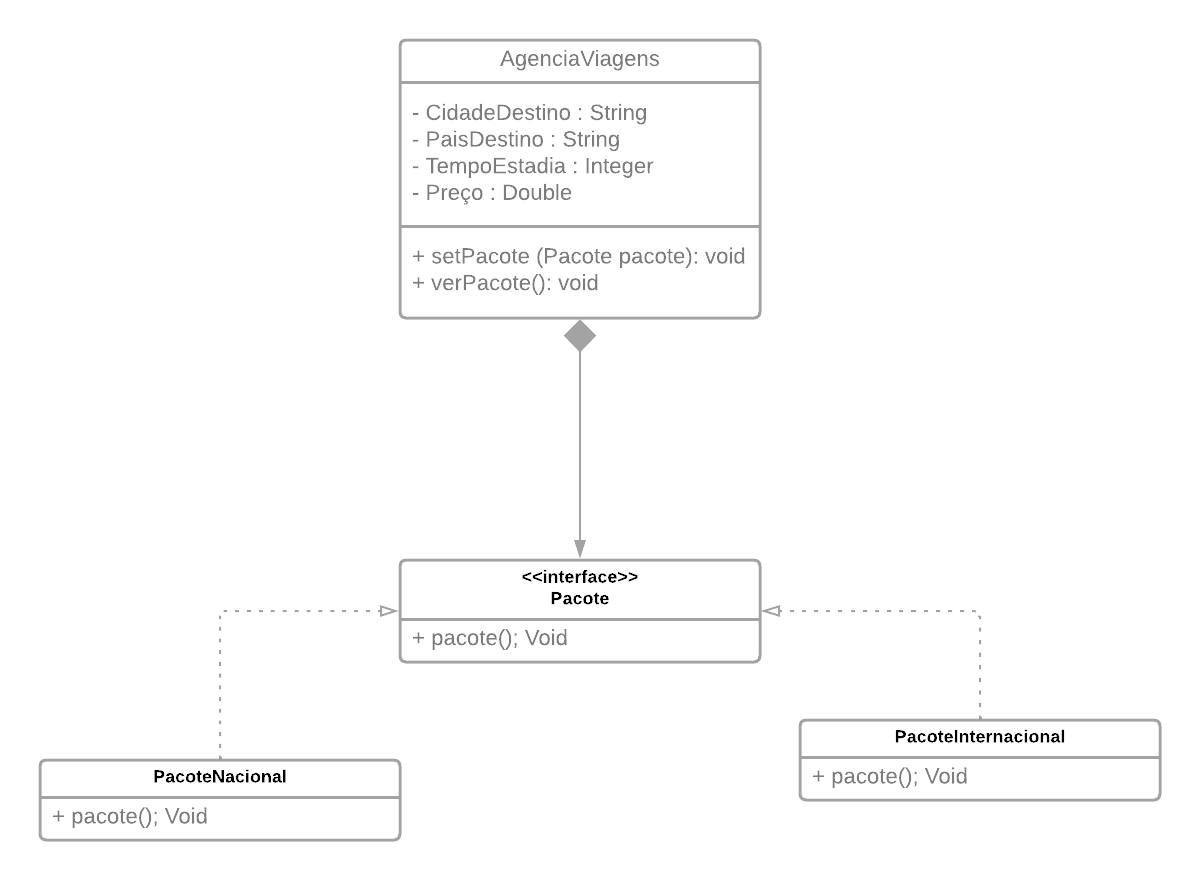 AgenciaViagens
- CidadeDestino : String
- PaisDestino : String
- TempoEstadia : Integer
- Preço : Double
+ setPacote (Pacote pacote): void
+ verPacote(): void
<<interface>>
Pacote
+ pacote(); Void
PacoteInternacional
+ pacote(); Void
PacoteNacional
+ pacote(); Void